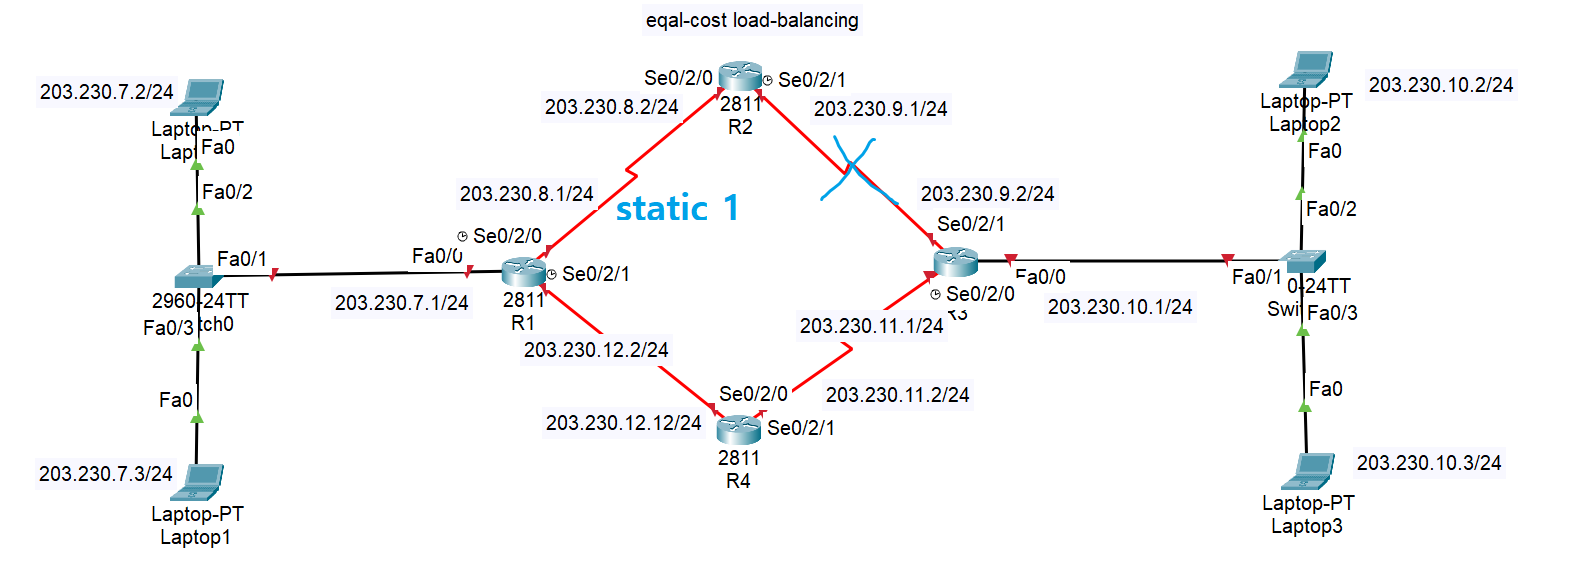 eqal-cost load-balancing
Se0/2/0
Se0/2/1
203.230.8.2/24
2811
R2
203.230.9.1/24
203.230.7.2/24
Laptop-PT
Fa0
Fa0/2
203.230.8.1/24
static 1
203.230.9.2/24
Se0/2/1
Se0/2/0
Fa0/1
Fa0/0
Se0/2/1
203.230.7.1/24
2960-24TT
Fa0/3
2811
R1
203.230.12.2/24
Fa0/0
Se0/2/0
203.230.11.1/24
203.230.10.1/24
Fa0/1
0-24TT
Fa0/3
203.230.10.2/24
Laptop-PT
Laptop2
Fa0
Fa0/2
Fa0
203.230.7.3/24
Laptop-PT
Laptop1
203.230.12.12/24
Se0/2/0
203.230.11.2/24
Se0/2/1
2811
R4
Fa0
203.230.10.3/24
Laptop-PT
Laptop3